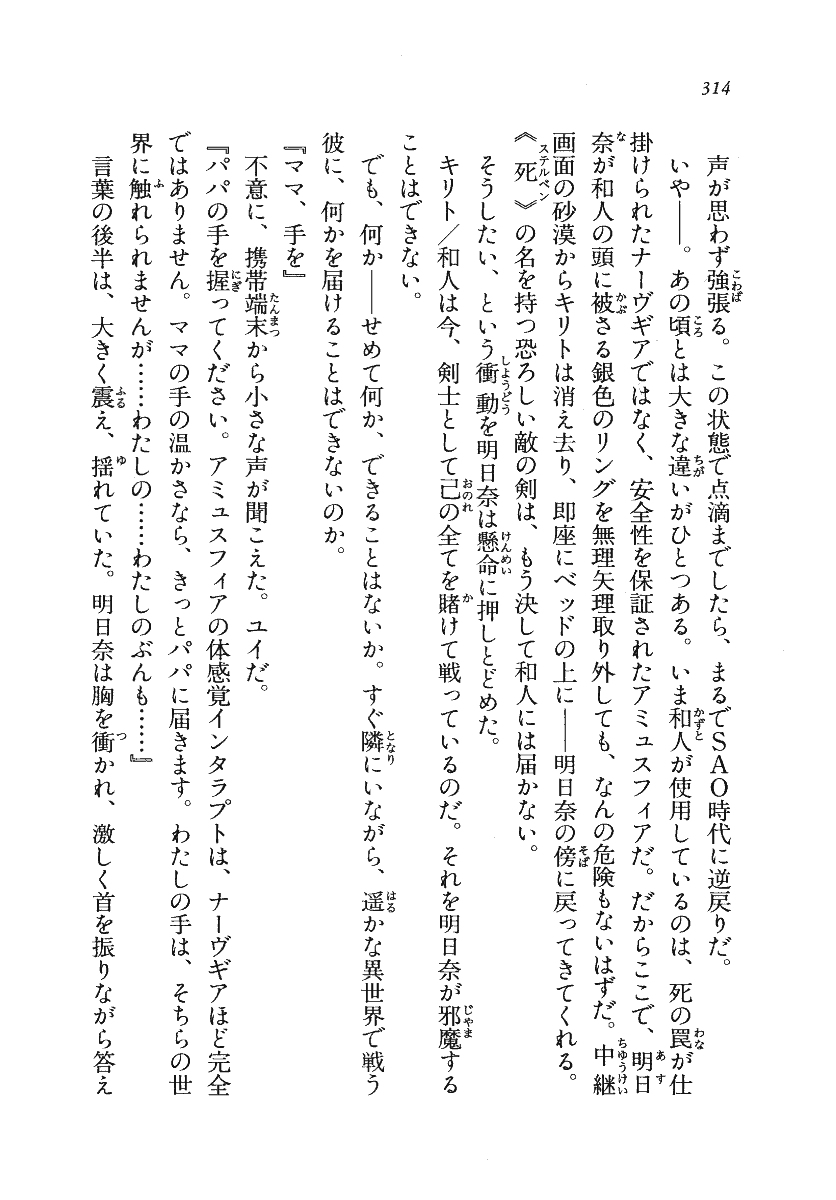 314
声が思わず強張る。この状態で点滴までしたら、まるでSAO時代に逆戻りだ。
いや――。あの頃とは大きな違いがひとつある。いま和人が使用しているのは、死の罠が仕
掛けられたナーヴギアではなく、安全性を保証されたアミュスフィアだ。だからここで、明日
奈が和人の頭に被さる銀色のリングを無理矢理取り外しても、なんの危険もないはずだ。中継
画面の砂漠からキリトは消え去り、即座にベッドの上に――明日奈の傍に戻ってきてくれる。
《死》の名を持つ恐ろしい敵の剣は、もう決して和人には届かない。
そうしたい、という衝動を明日奈は懸命に押しとどめた。
キリト／和人は今、剣士として己の全てを賭けて戦っているのだ。それを明日奈が邪魔する
ことはできない。
でも、何か――せめて何か、できることはないか。すぐ隣にいながら、遥かな異世界で戦う
彼に、何かを届けることはできないのか。
『ママ、手を』
不意に、携帯端末から小さな声が聞こえた。ユイだ。
『パパの手を握ってください。アミュスフィアの体感覚インタラプトは、ナーヴギアほど完全
ではありません。ママの手の温かさなら、きっとパパに届きます。わたしの手は、そちらの世
界に触れられませんが……わたしの……わたしのぶんも……』
言葉の後半は、大きく震え、揺れていた。明日奈は胸を衝かれ、激しく首を振りながら答え